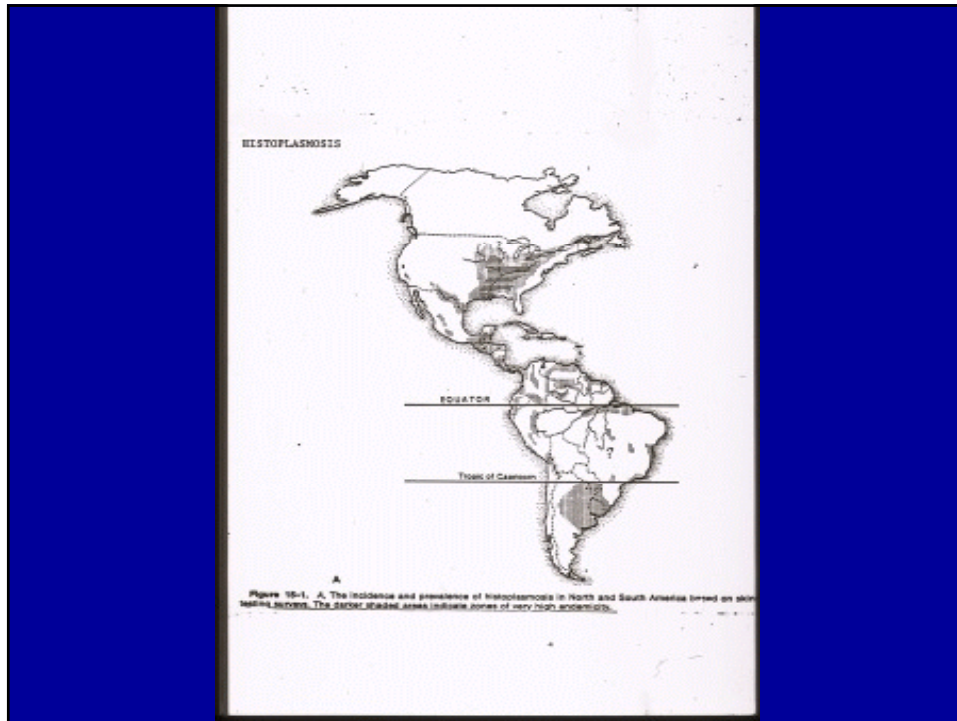 HISTOPLASMOSIS
EQUATOR
Tropic of Capricorn
?
A
Figure 15-1. A, The incidence and prevalence of histoplasmosis in North and South America based on skin
testing surveys. The darker shaded areas indicate zones of very high endemicity.